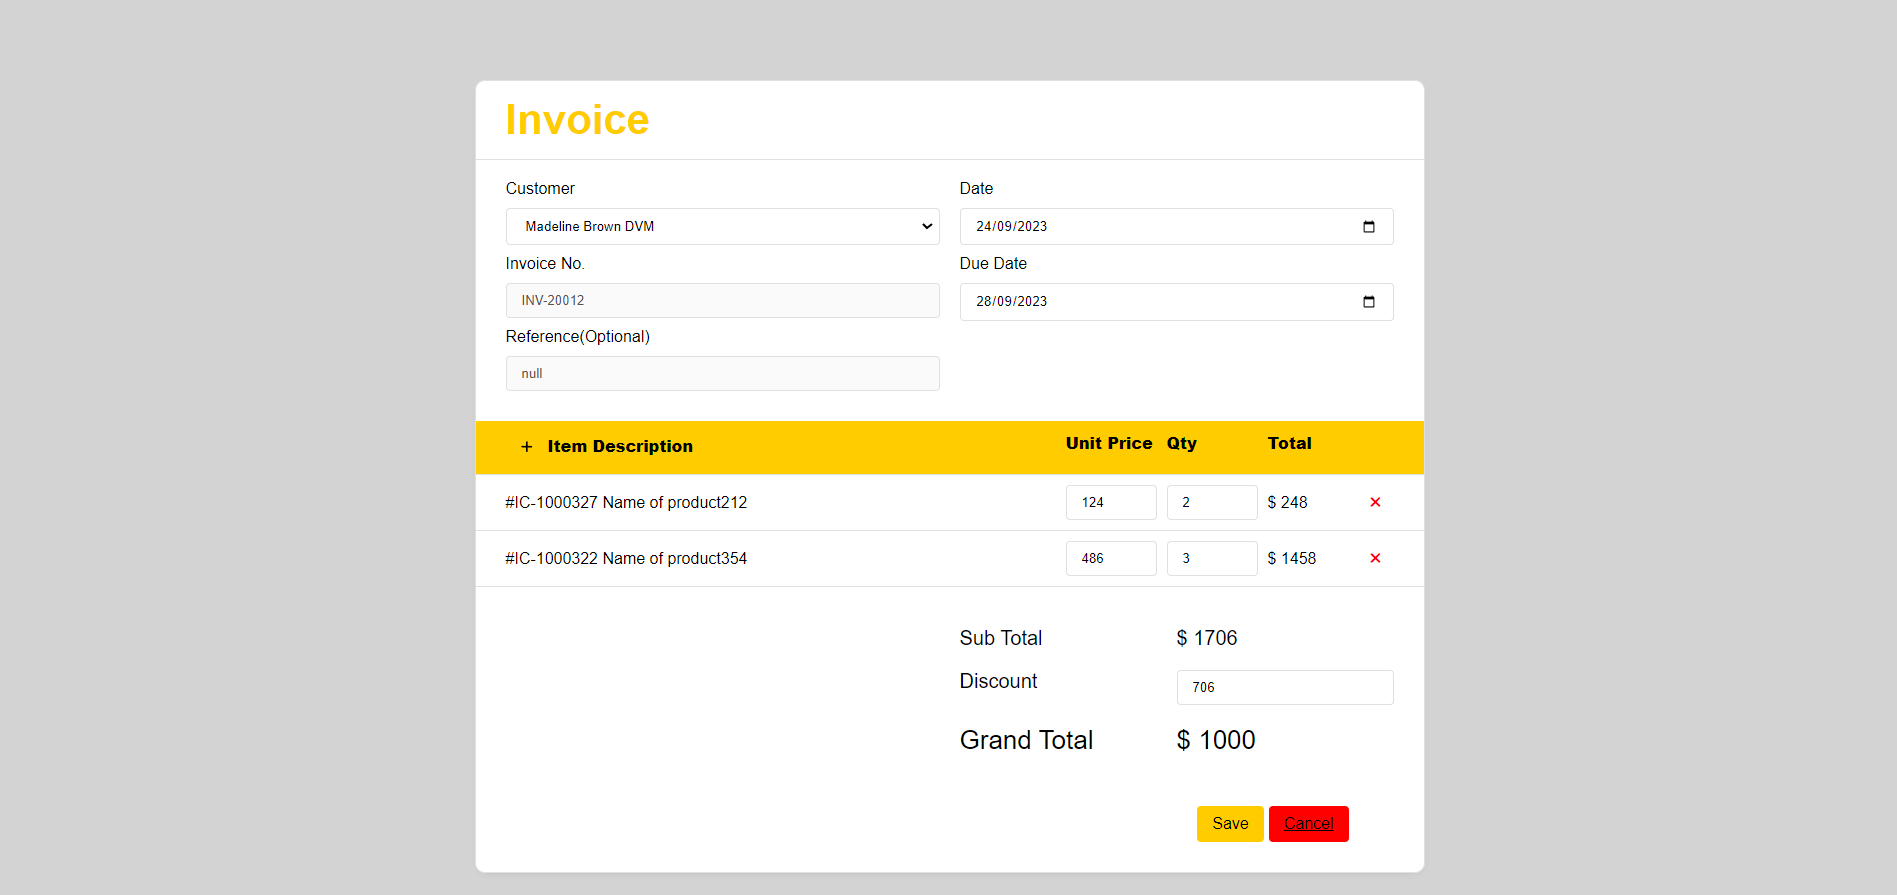 Invoice
Customer
Date
Madeline Brown DVM
24/09/2023
Invoice No.
Due Date
INV-20012
28/09/2023
Reference(Optional)
null
+ Item Description Unit Price Qty Total
#IC-1000327 Name of product212 124 2 $ 248 ×
#IC-1000322 Name of product354 486 3 $ 1458 ×
Sub Total $ 1706
Discount 706
Grand Total $ 1000
Save Cancel